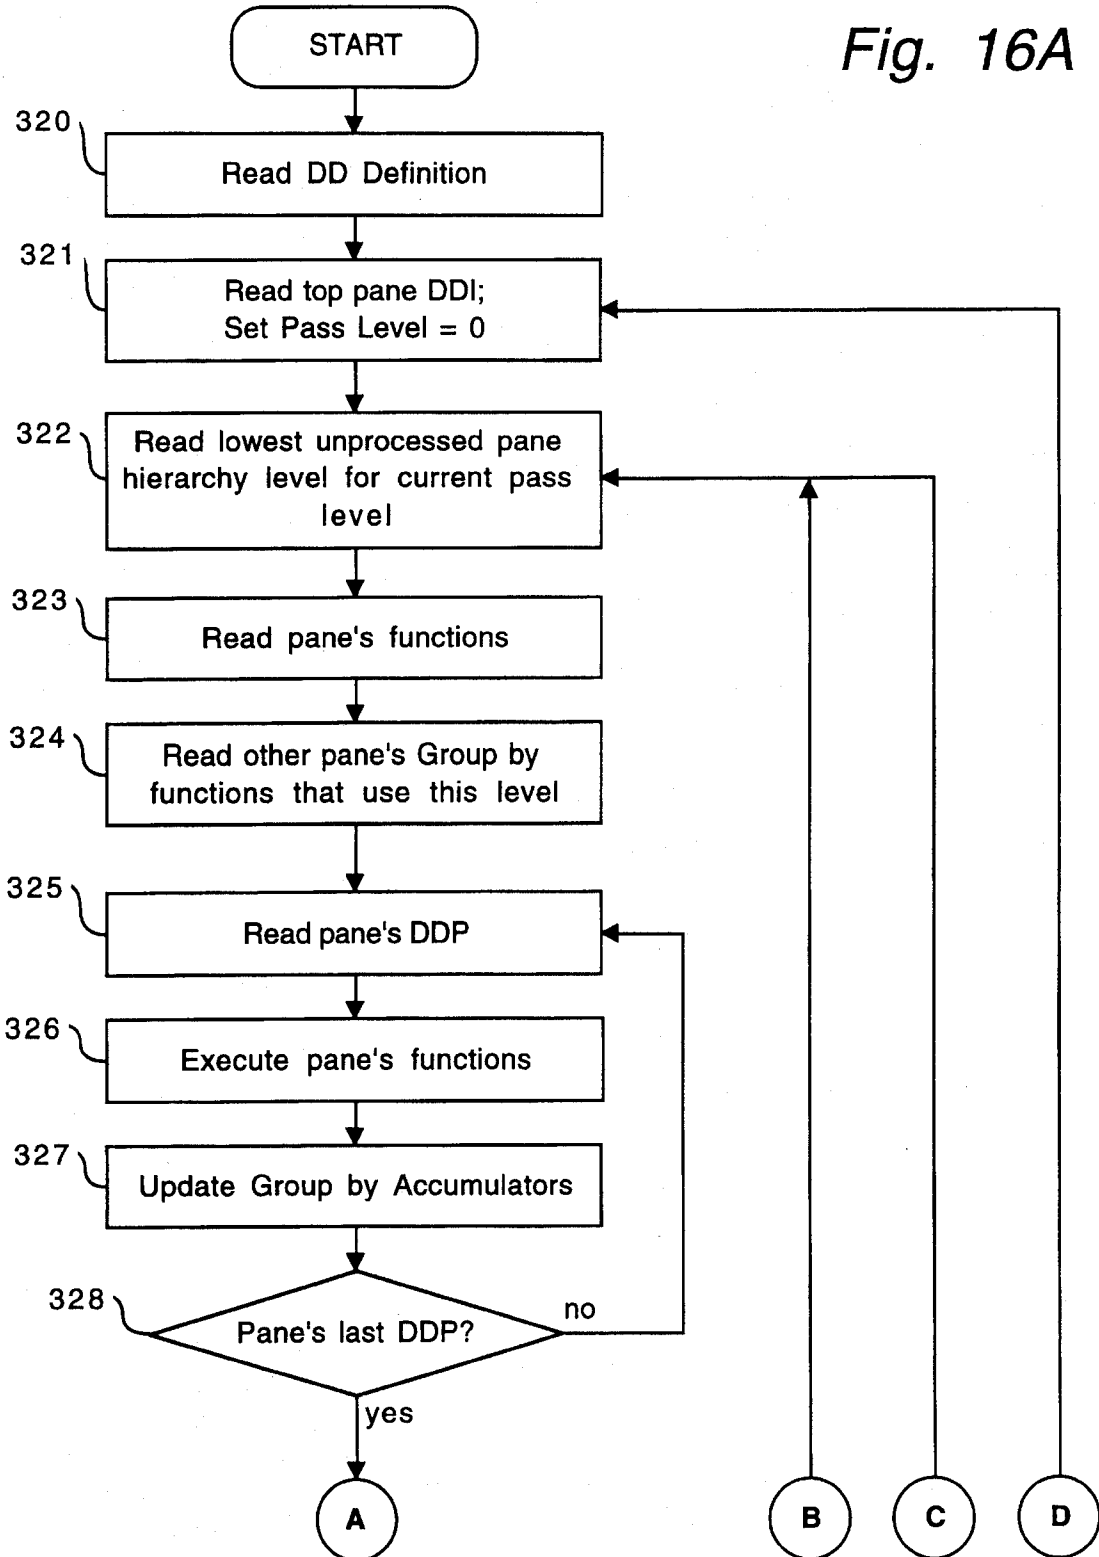 START
Fig. 16A
320
Read DD Definition
321
Read top pane DDI;
Set Pass Level = 0
322
Read lowest unprocessed pane
hierarchy level for current pass
level
323
Read pane's functions
324
Read other pane's Group by
functions that use this level
325
Read pane's DDP
326
Execute pane's functions
327
Update Group by Accumulators
328
Pane's last DDP?
no
yes
A
B
C
D